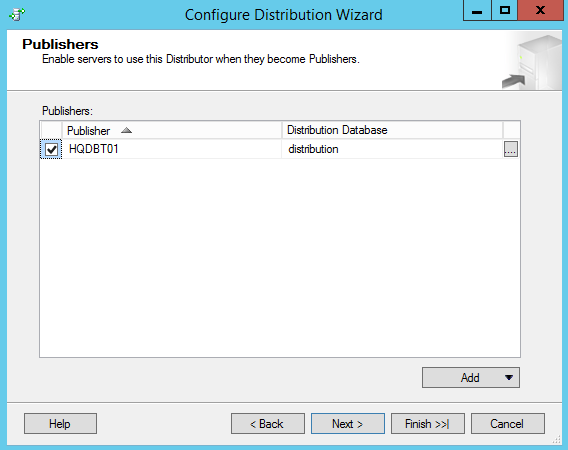 Configure Distribution Wizard
Publishers
Enable servers to use this Distributor when they become Publishers.
Publishers:
Publisher Distribution Database
HQDBT01 distribution ...
Add
Help < Back Next > Finish >>| Cancel